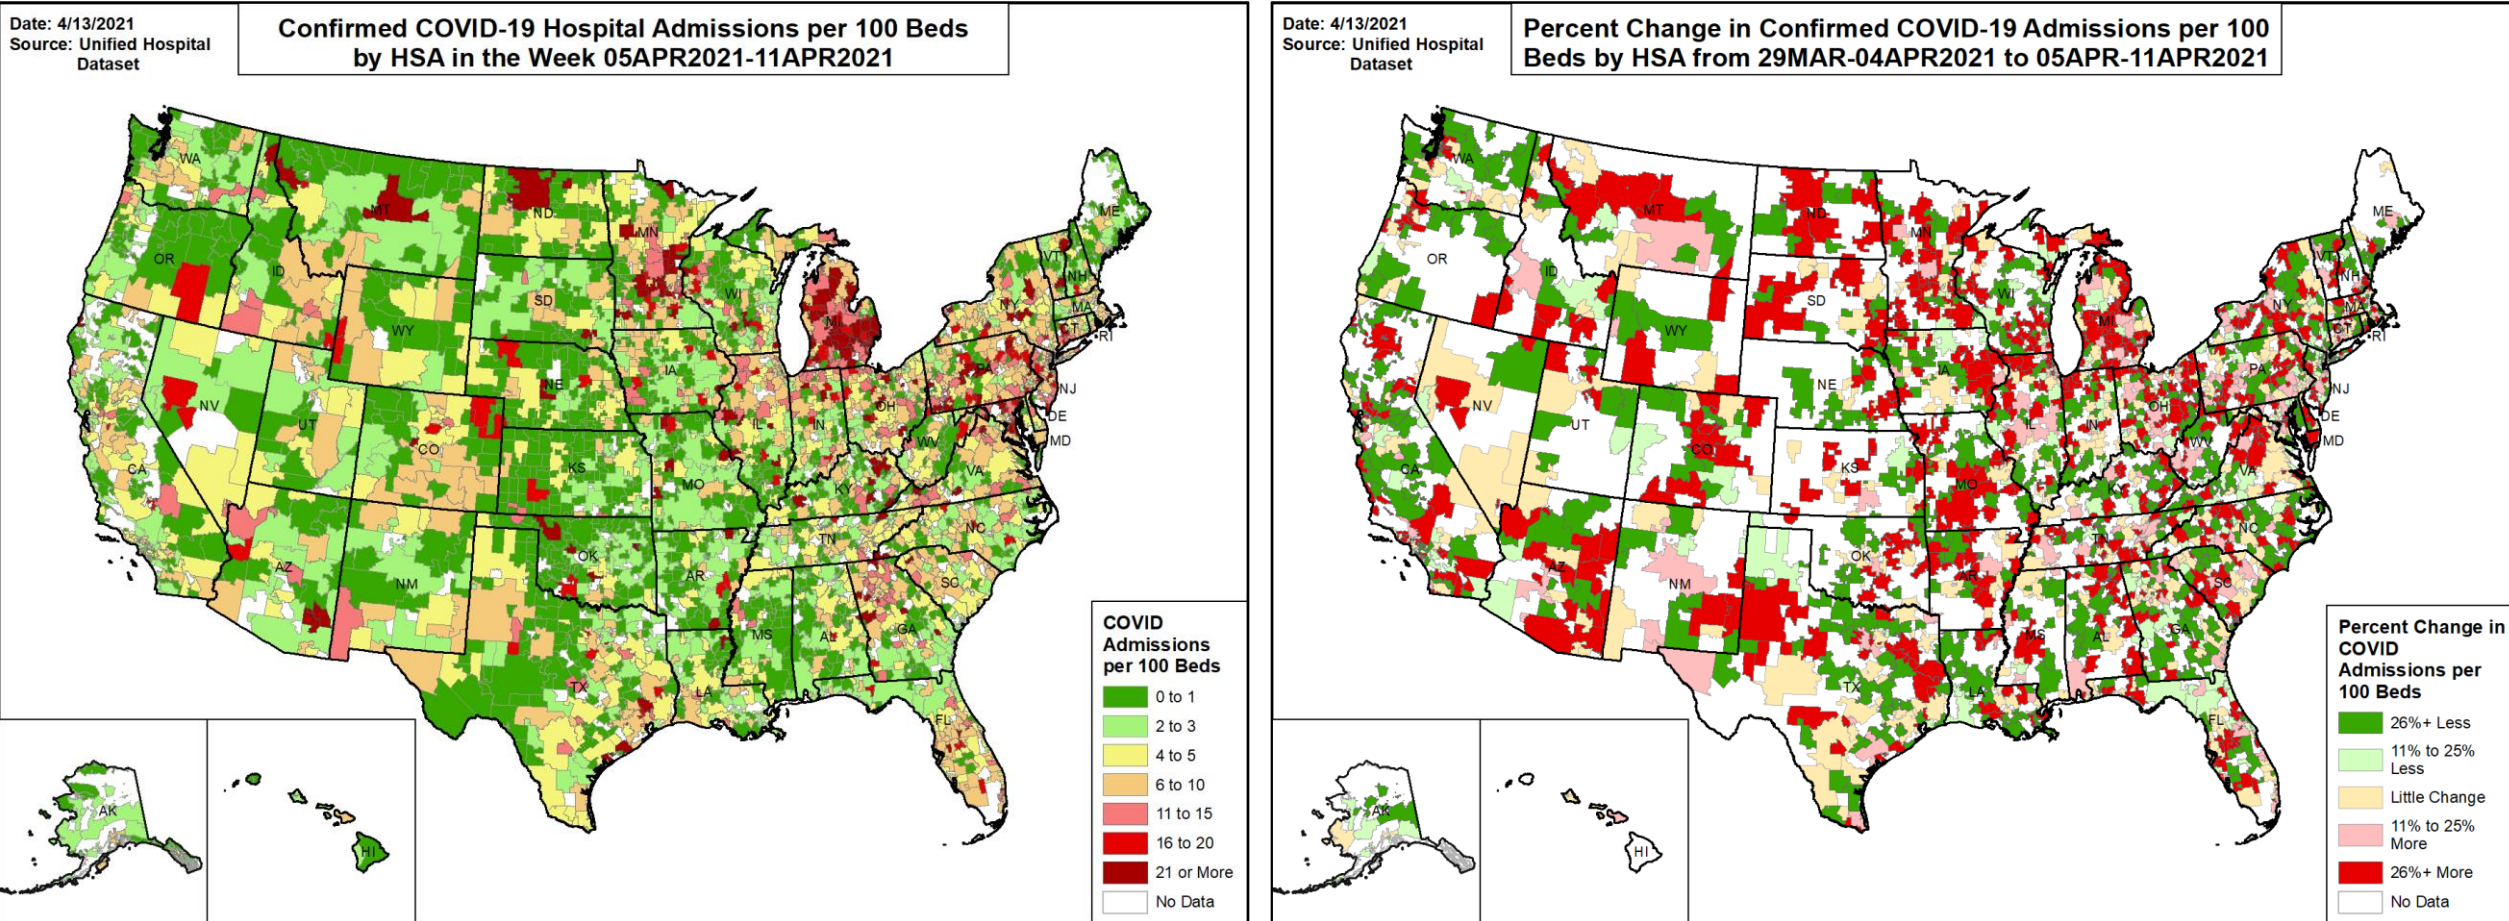 Date: 4/13/2021
Source: Unified Hospital
Dataset
Confirmed COVID-19 Hospital Admissions per 100 Beds
by HSA in the Week 05APR2021-11APR2021
WA
MT
ND
MN
ME
OR
ID
SD
WI
VT
NH
NY
MA
CT
RI
WY
MI
IA
NE
PA
NJ
NV
UT
CO
IL
IN
OH
DE
MD
WV
CA
KS
MO
KY
VA
NC
TN
AZ
NM
OK
AR
SC
MS
AL
GA
TX
LA
FL
AK
HI
COVID
Admissions
per 100 Beds
0 to 1
2 to 3
4 to 5
6 to 10
11 to 15
16 to 20
21 or More
No Data
Date: 4/13/2021
Source: Unified Hospital
Dataset
Percent Change in Confirmed COVID-19 Admissions per 100
Beds by HSA from 29MAR-04APR2021 to 05APR-11APR2021
WA
MT
ND
MN
ME
OR
ID
SD
WI
VT
NH
NY
MA
CT
RI
WY
MI
IA
NE
PA
NJ
NV
UT
CO
IL
IN
OH
DE
MD
WV
CA
KS
MO
KY
VA
NC
TN
AZ
NM
OK
AR
SC
MS
AL
GA
TX
LA
FL
AK
HI
Percent Change in
COVID
Admissions per
100 Beds
26%+ Less
11% to 25%
Less
Little Change
11% to 25%
More
26%+ More
No Data